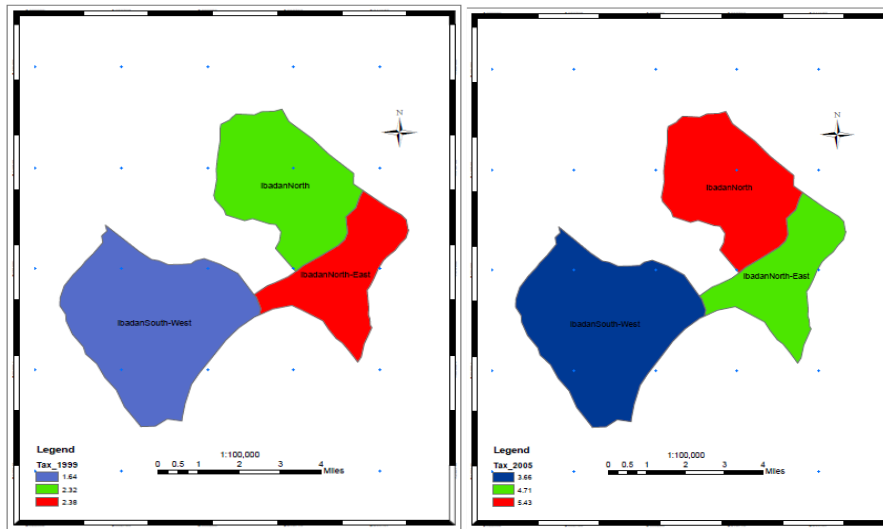 N
IbadanNorth
IbadanNorth-East
IbadanSouth-West
Legend
Tax_1999
1.64
2.32
2.38
1:100,000
0 0.5 1 2 3 4
Miles
N
IbadanNorth
IbadanNorth-East
IbadanSouth-West
Legend
Tax_2005
3.66
4.71
5.43
1:100,000
0 0.5 1 2 3 4
Miles